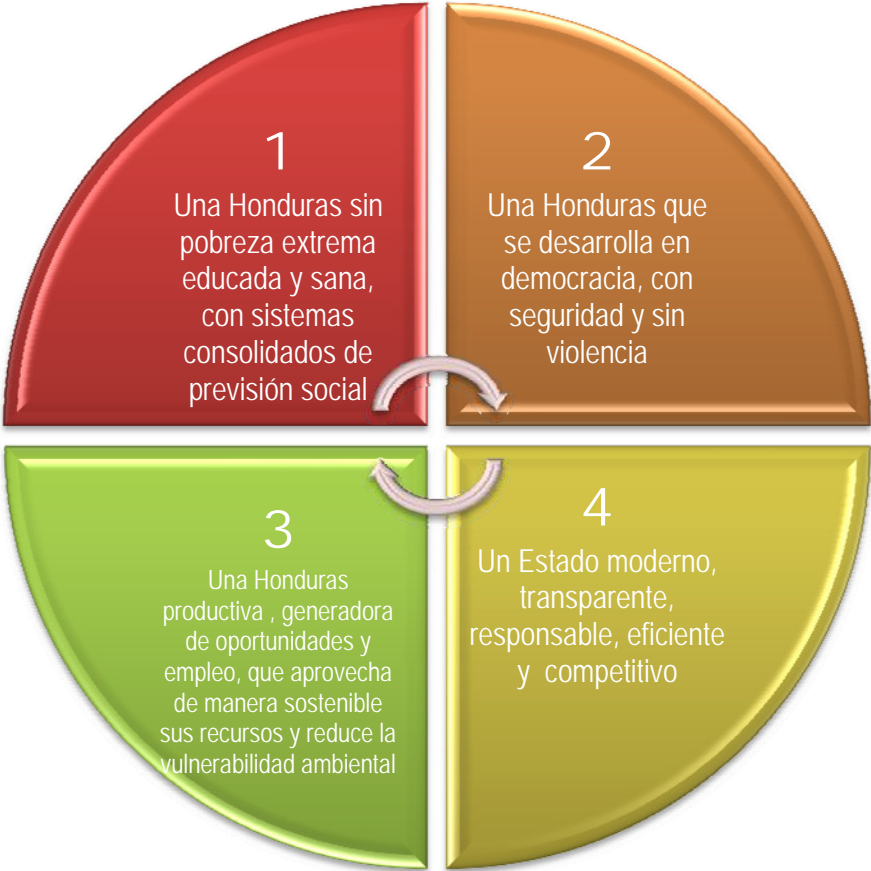 1
Una Honduras sin
pobreza extrema
educada y sana,
con sistemas
consolidados de
previsión social
2
Una Honduras que
se desarrolla en
democracia, con
seguridad y sin
violencia
3
Una Honduras
productiva , generadora
de oportunidades y
empleo, que aprovecha
de manera sostenible
sus recursos y reduce la
vulnerabilidad ambiental
4
Un Estado moderno,
transparente,
responsable, eficiente
y  competitivo